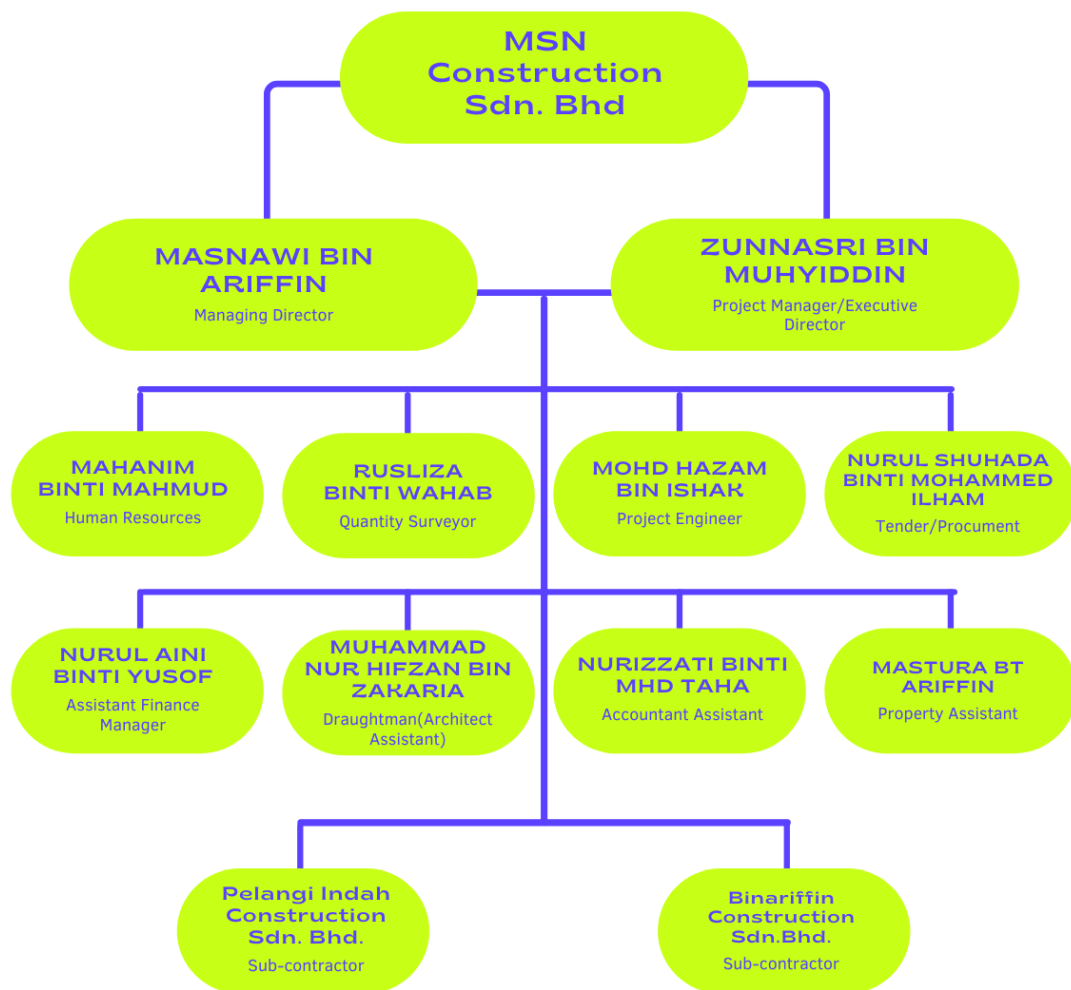 MSN
Construction
Sdn. Bhd
MASNAWI BIN
ARIFFIN
Managing Director
ZUNNASRI BIN
MUHYIDDIN
Project Manager/Executive
Director
MAHANIM
BINTI MAHMUD
Human Resources
RUSLIZA
BINTI WAHAB
Quantity Surveyor
MOHD HAZAM
BIN ISHAK
Project Engineer
NURUL SHUHADA
BINTI MOHAMMED
ILHAM
Tender/Procument
NURUL AINI
BINTI YUSOF
Assistant Finance
Manager
MUHAMMAD
NUR HIFZAN BIN
ZAKARIA
Draughtman(Architect
Assistant)
NURIZZATI BINTI
MHD TAHA
Accountant Assistant
MASTURA BT
ARIFFIN
Property Assistant
Pelangi Indah
Construction
Sdn. Bhd.
Sub-contractor
Binariffin
Construction
Sdn.Bhd.
Sub-contractor